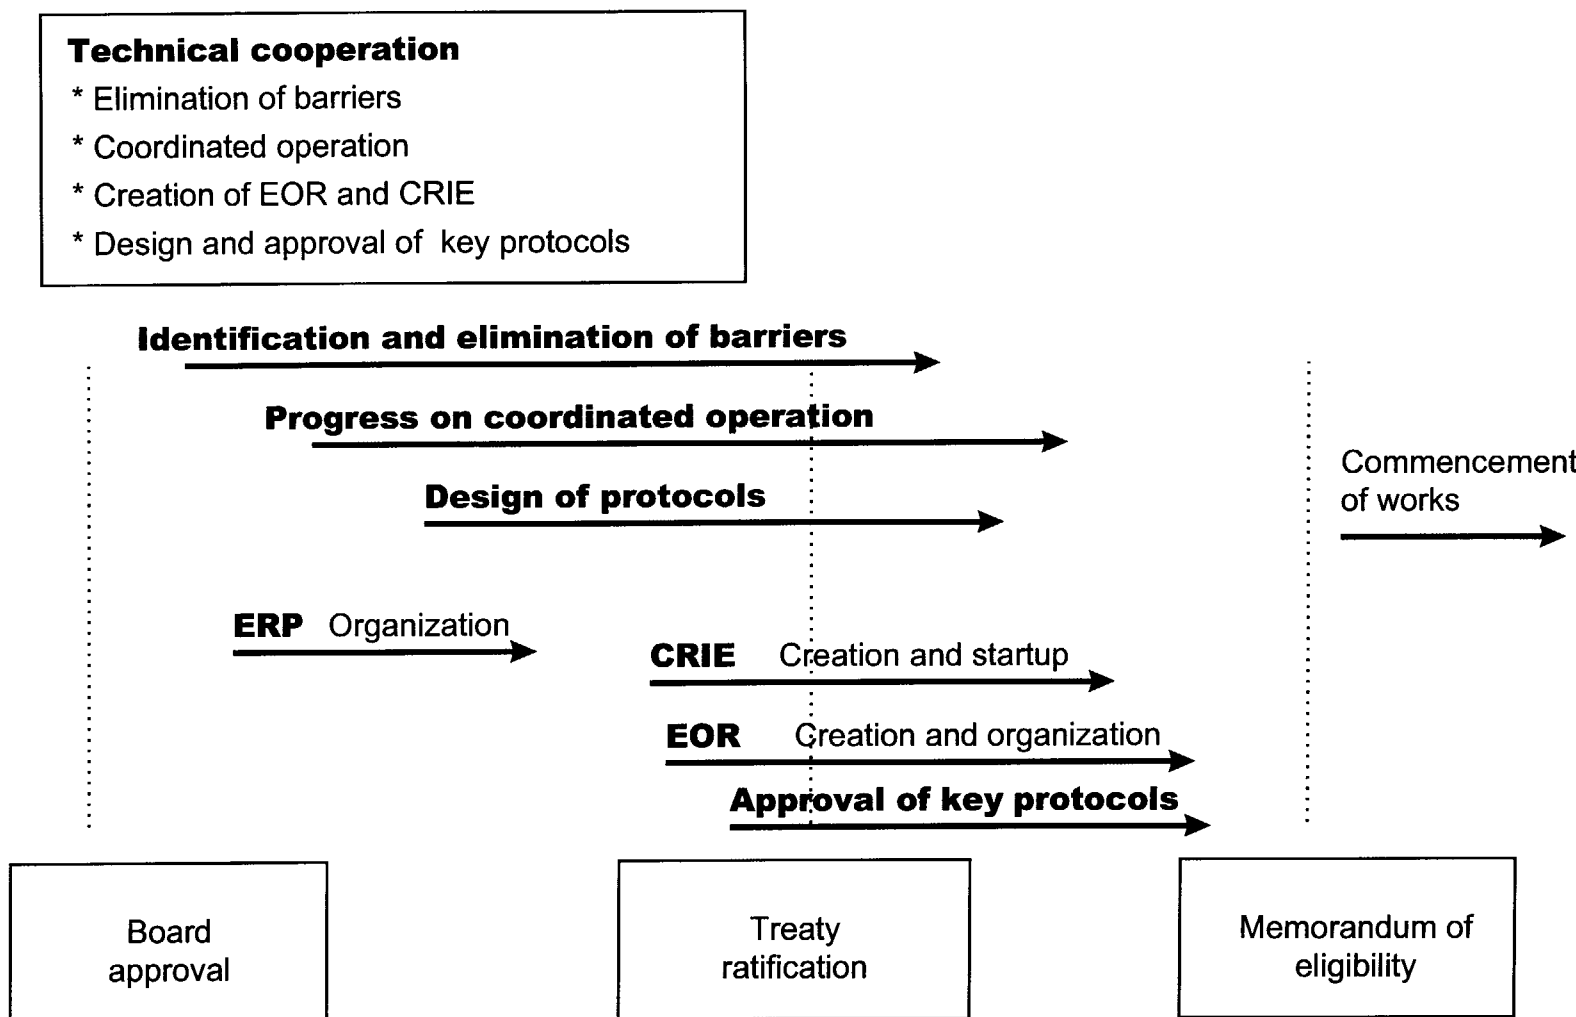 Technical cooperation
* Elimination of barriers
* Coordinated operation
* Creation of EOR and CRIE
* Design and approval of key protocols
Identification and elimination of barriers
Progress on coordinated operation
Design of protocols
Commencement
of works
ERP Organization
CRIE Creation and startup
EOR Creation and organization
Approval of key protocols
Board
approval
Treaty
ratification
Memorandum of
eligibility